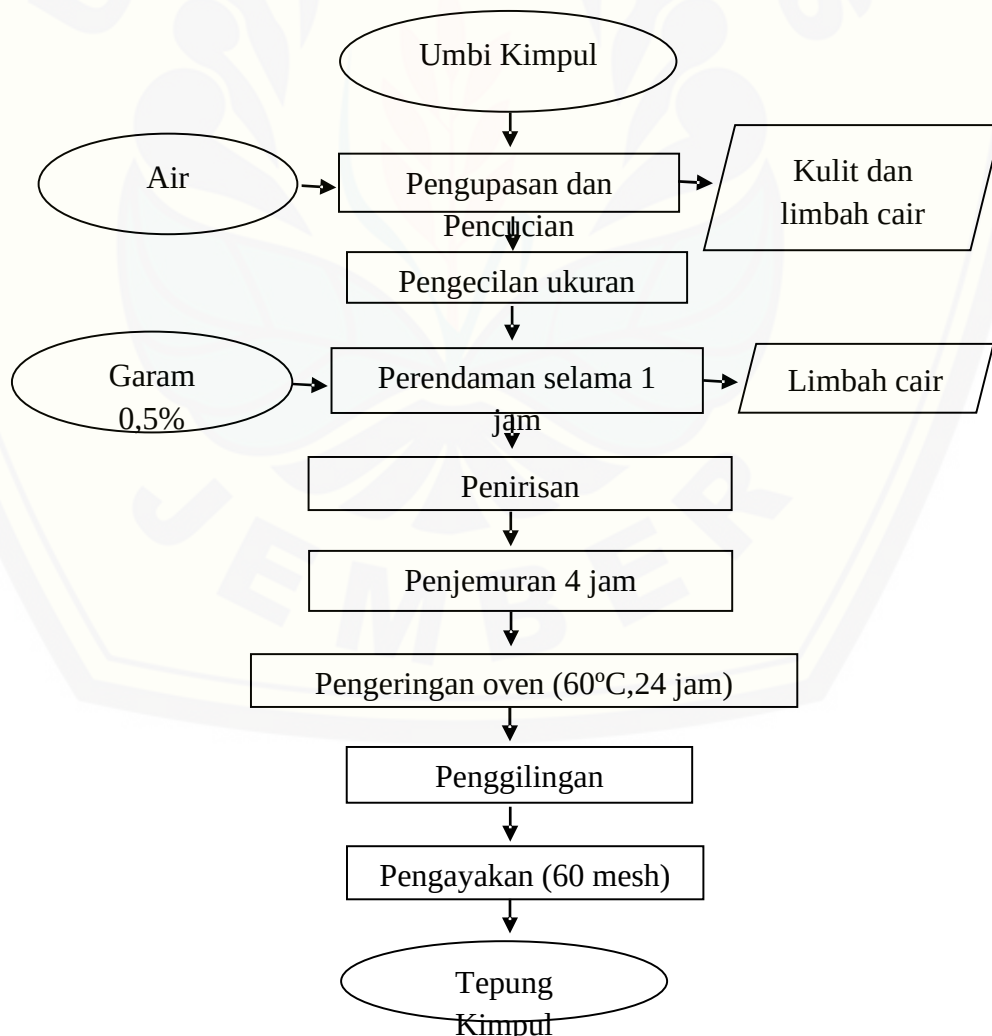 Umbi Kimpul
Air
Pengupasan dan
Pencucian
Kulit dan
limbah cair
Pengecilan ukuran
Garam
0,5%
Perendaman selama 1
jam
Limbah cair
Penirisan
Penjemuran 4 jam
Pengeringan oven (60ºC,24 jam)
Penggilingan
Pengayakan (60 mesh)
Tepung
Kimpul
JEMBER